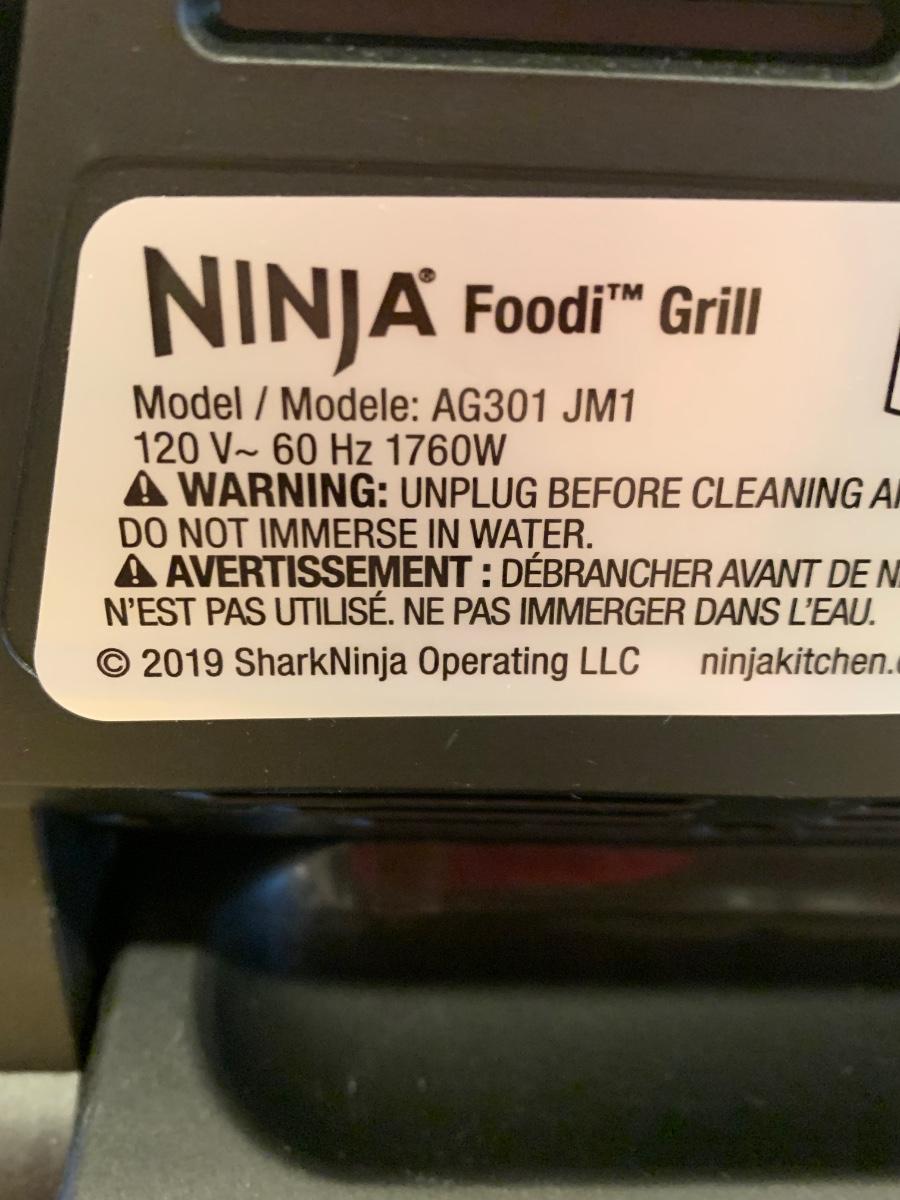 NINJA® Foodi™ Grill
Model / Modele: AG301 JM1
120 V~ 60 Hz 1760W
⚠ WARNING: UNPLUG BEFORE CLEANING
DO NOT IMMERSE IN WATER.
⚠ AVERTISSEMENT : DÉBRANCHER AVANT DE
N'EST PAS UTILISÉ. NE PAS IMMERGER DANS L'EAU.
© 2019 SharkNinja Operating LLC ninjakitchen.